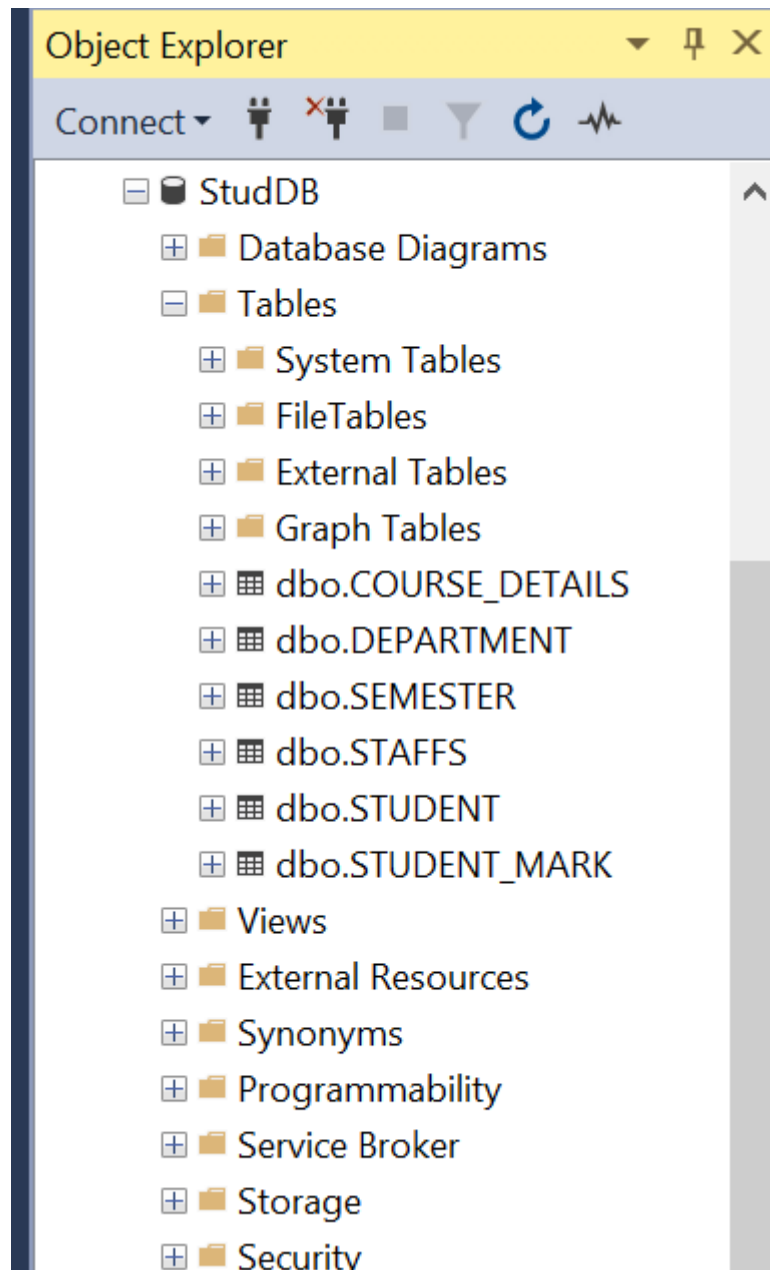 Object Explorer
Connect
StudDB
Database Diagrams
Tables
System Tables
FileTables
External Tables
Graph Tables
dbo.COURSE_DETAILS
dbo.DEPARTMENT
dbo.SEMESTER
dbo.STAFFS
dbo.STUDENT
dbo.STUDENT_MARK
Views
External Resources
Synonyms
Programmability
Service Broker
Storage
Security